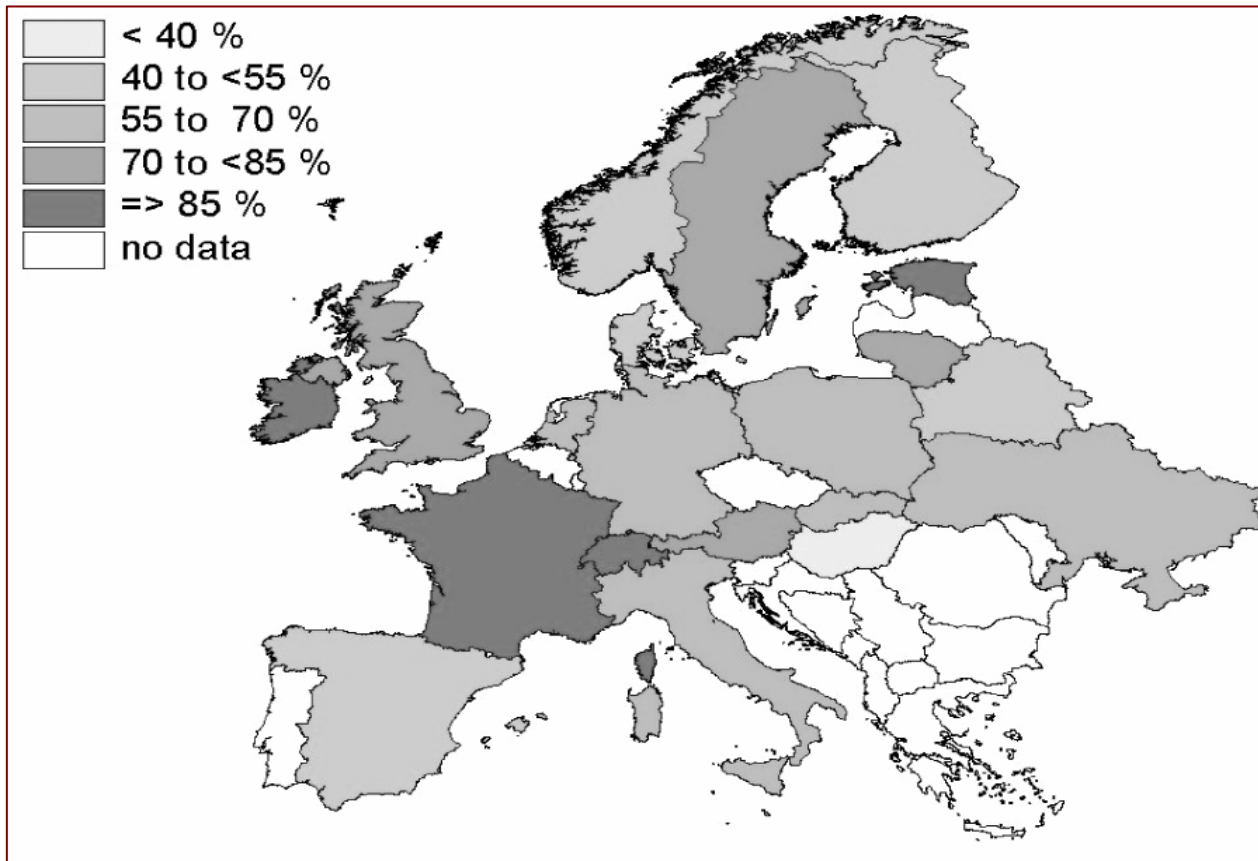 < 40 %
40 to <55 %
55 to 70 %
70 to <85 %
=> 85 %
no data